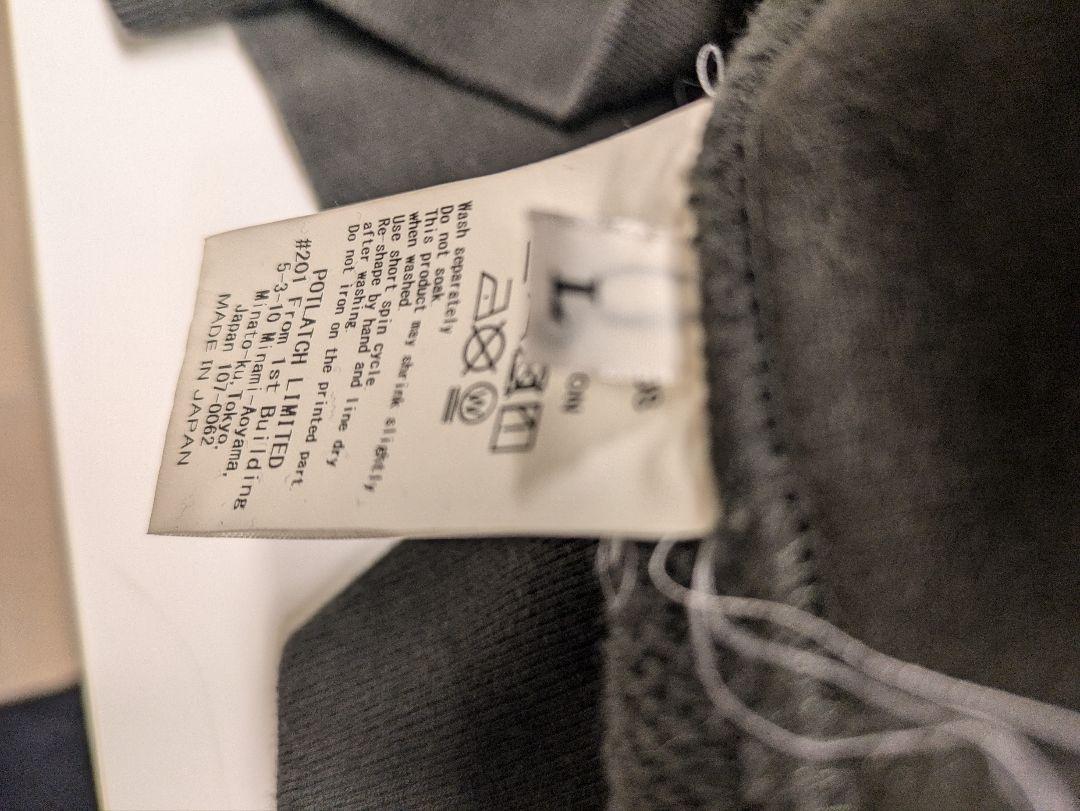 L
Wash separately
Do not soak
This product may shrink slightly
when washed.
Use short spin cycle.
Re-shape by hand and line dry
after washing.
Do not iron on the printed part.
POTLATCH LIMITED
#201 From 1st Building
5-3-10 Minami-Aoyama,
Minato-ku,Tokyo,
Japan 107-0062,
MADE IN JAPAN